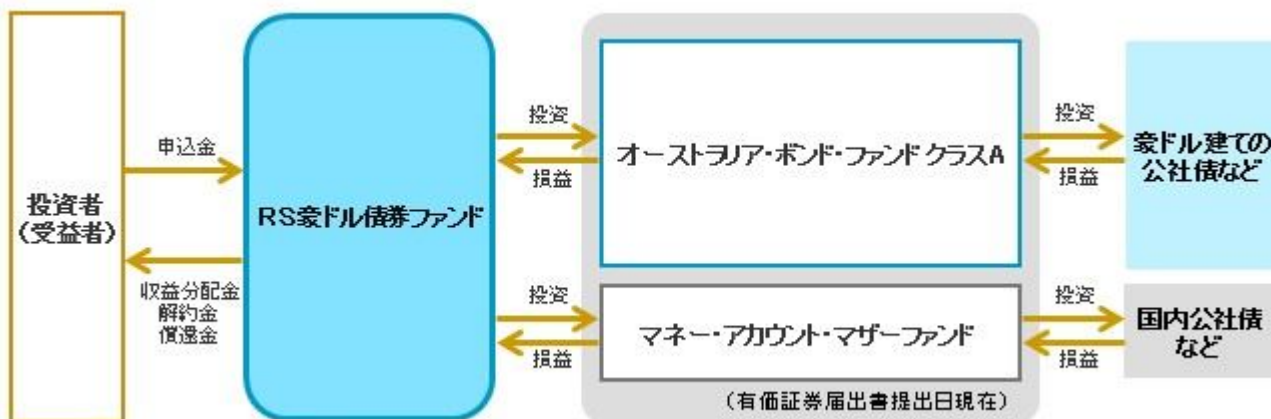 投資者
(受益者)
申込金
収益分配金
解約金
償還金
RS豪ドル債券ファンド
投資
損益
オーストラリア・ボンド・ファンド クラスA
投資
損益
豪ドル建ての
公社債など
投資
損益
マネー・アカウント・マザーファンド
投資
損益
国内公社債
など
(有価証券届出書提出日現在)